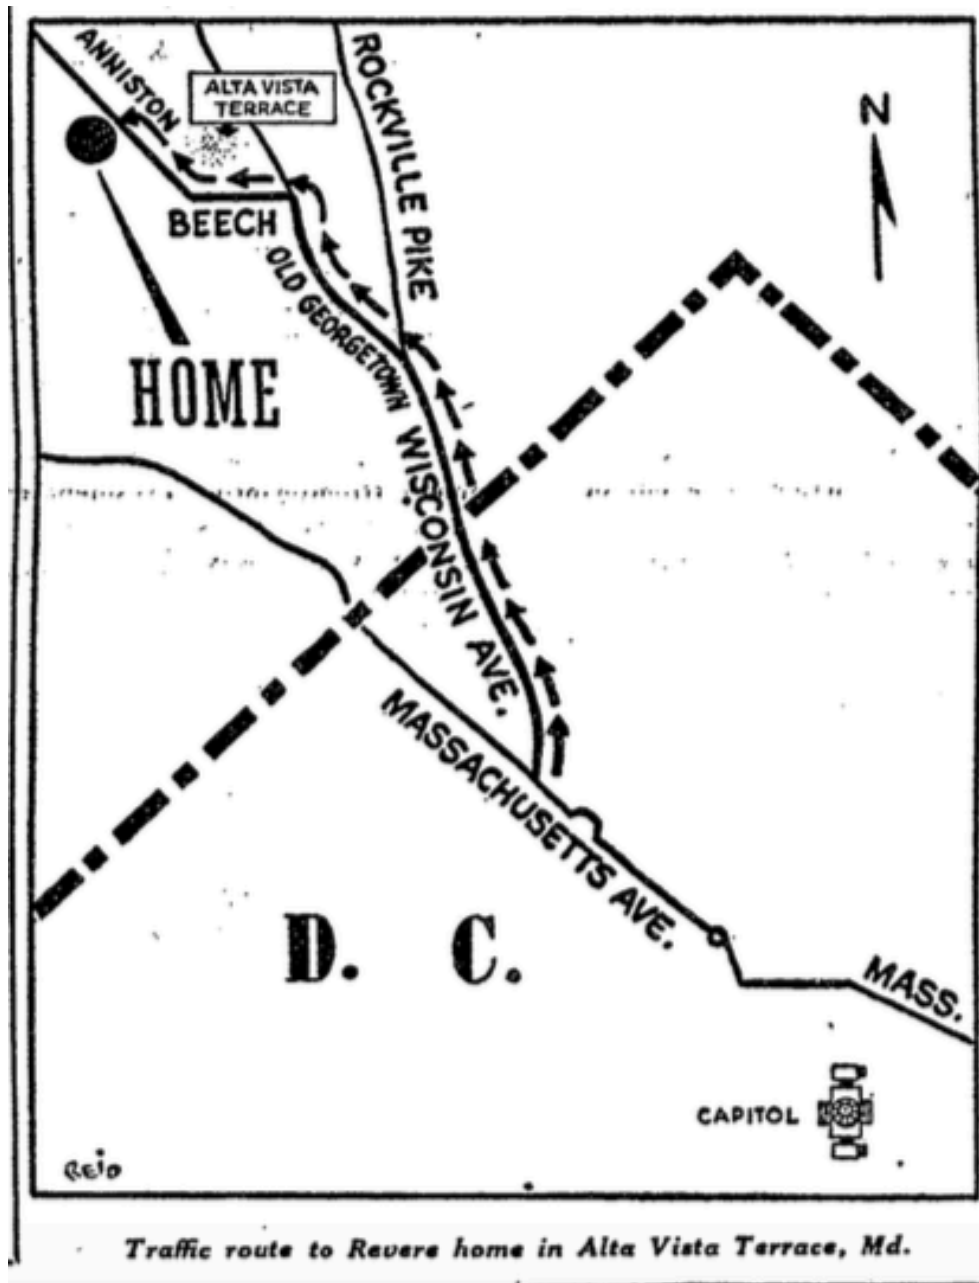 ANNISTON
ALTA VISTA
TERRACE
ROCKVILLE PIKE
N
BEECH
OLD GEORGETOWN
HOME
WISCONSIN AVE.
MASSACHUSETTS AVE.
D. C.
MASS.
CAPITOL
REID
Traffic route to Revere home in Alta Vista Terrace, Md.